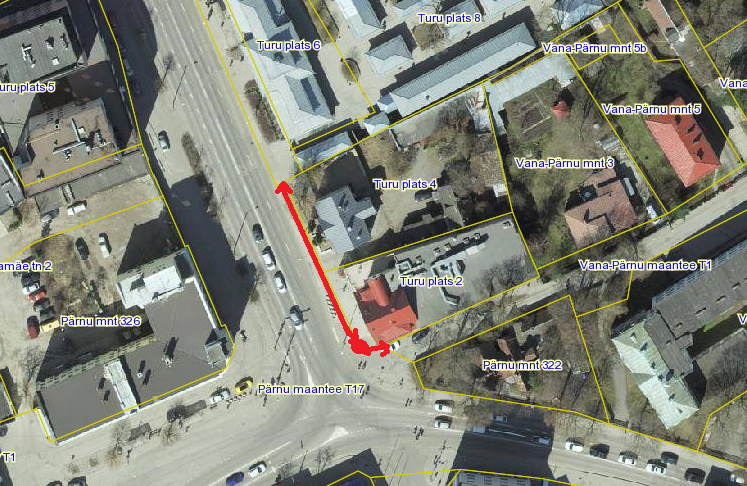 Turu plats 8
Turu plats 6
Vana-Pärnu mnt 5b
uru plats 5
Vana
Vana-Pärnu mnt 5
Vana-Pärnu mnt 3
Turu plats 4
amäe tn 2
Vana-Pärnu maantee T1
Turu plats 2
Pärnu mnt 326
V
Pärnu mnt 322
Pärnu maantee T17
T1